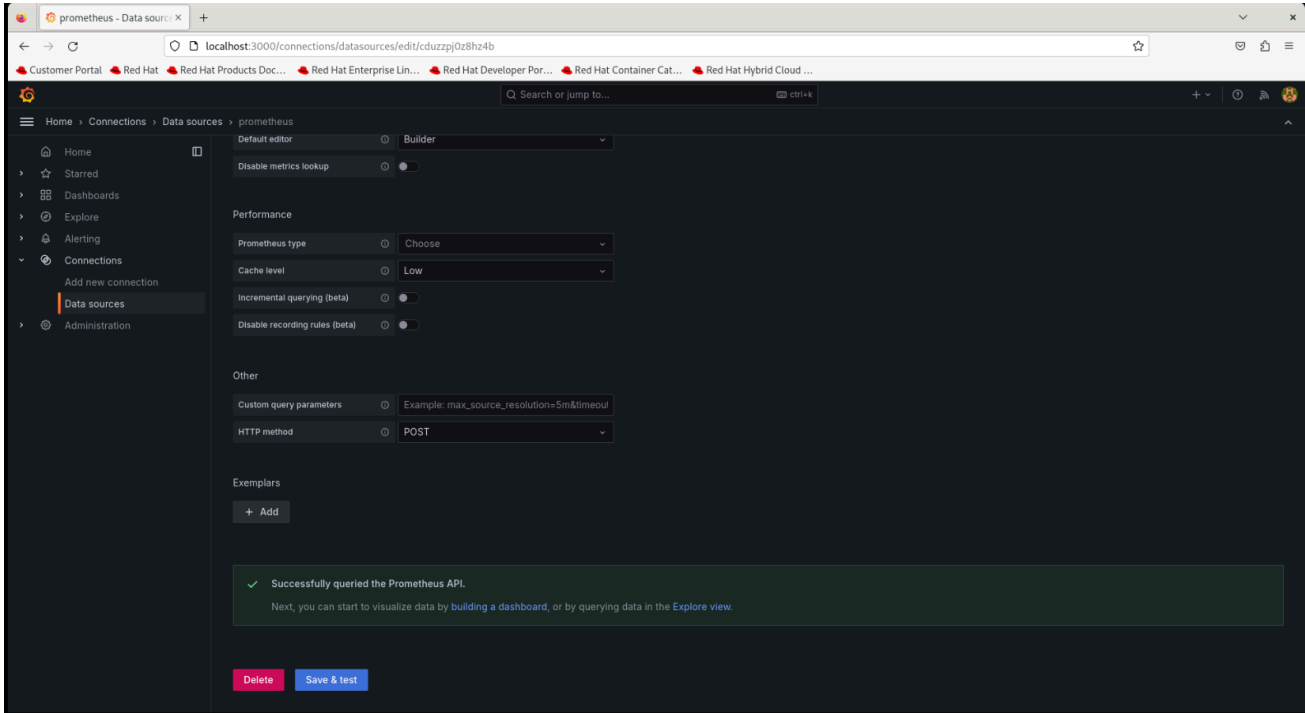 prometheus - Data sourc
localhost:3000/connections/datasources/edit/cduzzpj0z8hz4b
Customer Portal Red Hat Red Hat Products Doc... Red Hat Enterprise Lin... Red Hat Developer Por... Red Hat Container Cat... Red Hat Hybrid Cloud ...
Search or jump to... ctrl+k
Home › Connections › Data sources › prometheus
Home
Starred
Dashboards
Explore
Alerting
Connections
Add new connection
Data sources
Administration
Default editor Builder
Disable metrics lookup
Performance
Prometheus type Choose
Cache level Low
Incremental querying (beta)
Disable recording rules (beta)
Other
Custom query parameters Example: max_source_resolution=5m&timeout
HTTP method POST
Exemplars
+ Add
Successfully queried the Prometheus API.
Next, you can start to visualize data by building a dashboard, or by querying data in the Explore view.
Delete Save & test